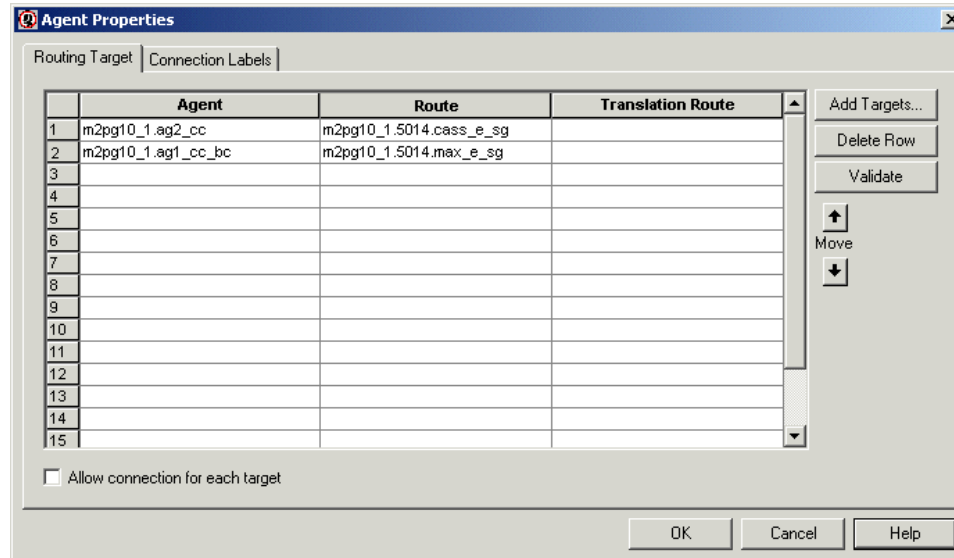 Agent Properties
Routing Target
Connection Labels
Agent Route Translation Route
1 m2pg10_1.ag2_cc m2pg10_1.5014.cass_e_sg
2 m2pg10_1.ag1_cc_bc m2pg10_1.5014.max_e_sg
3
4
5
6
7
8
9
10
11
12
13
14
15
Add Targets...
Delete Row
Validate
Move
Allow connection for each target
OK Cancel Help